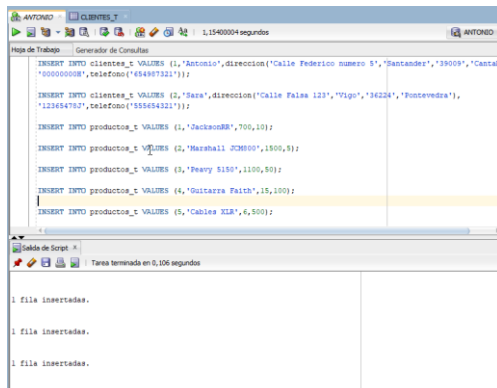 ANTONIO
CLIENTES_T
1,15400004 segundos
ANTONIO
Hoja de Trabajo
Generador de Consultas
INSERT INTO clientes_t VALUES (1,'Antonio',direccion('Calle Federico numero 5','Santander','39009','Cantal
'00000000H',telefono('654987321'));
INSERT INTO clientes_t VALUES (2,'Sara',direccion('Calle Falsa 123','Vigo','36224','Pontevedra'),
'12365478J',telefono('555654321'));
INSERT INTO productos_t VALUES (1,'JacksonRR',700,10);
INSERT INTO productos_t VALUES (2,'Marshall JCM800',1500,5);
INSERT INTO productos_t VALUES (3,'Peavy 5150',1100,50);
INSERT INTO productos_t VALUES (4,'Guitarra Faith',15,100);
INSERT INTO productos_t VALUES (5,'Cables XLR',6,500);
Salida de Script
Tarea terminada en 0,106 segundos
1 fila insertadas.
1 fila insertadas.
1 fila insertadas.